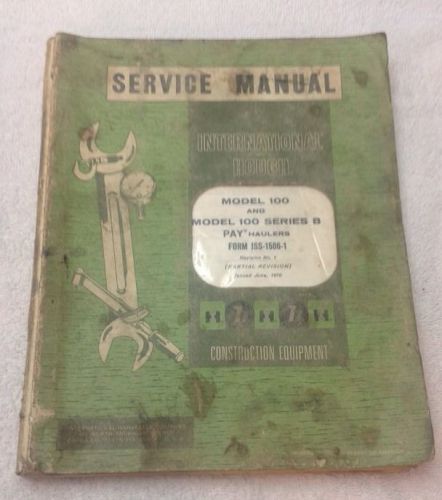 SERVICE MANUAL
INTERNATIONAL
HOUGH
MODEL 100
AND
MODEL 100 SERIES B
PAY® HAULERS
FORM ISS-1506-1
Revision No. 1
(PARTIAL REVISION)
Issued June, 1970
CONSTRUCTION EQUIPMENT